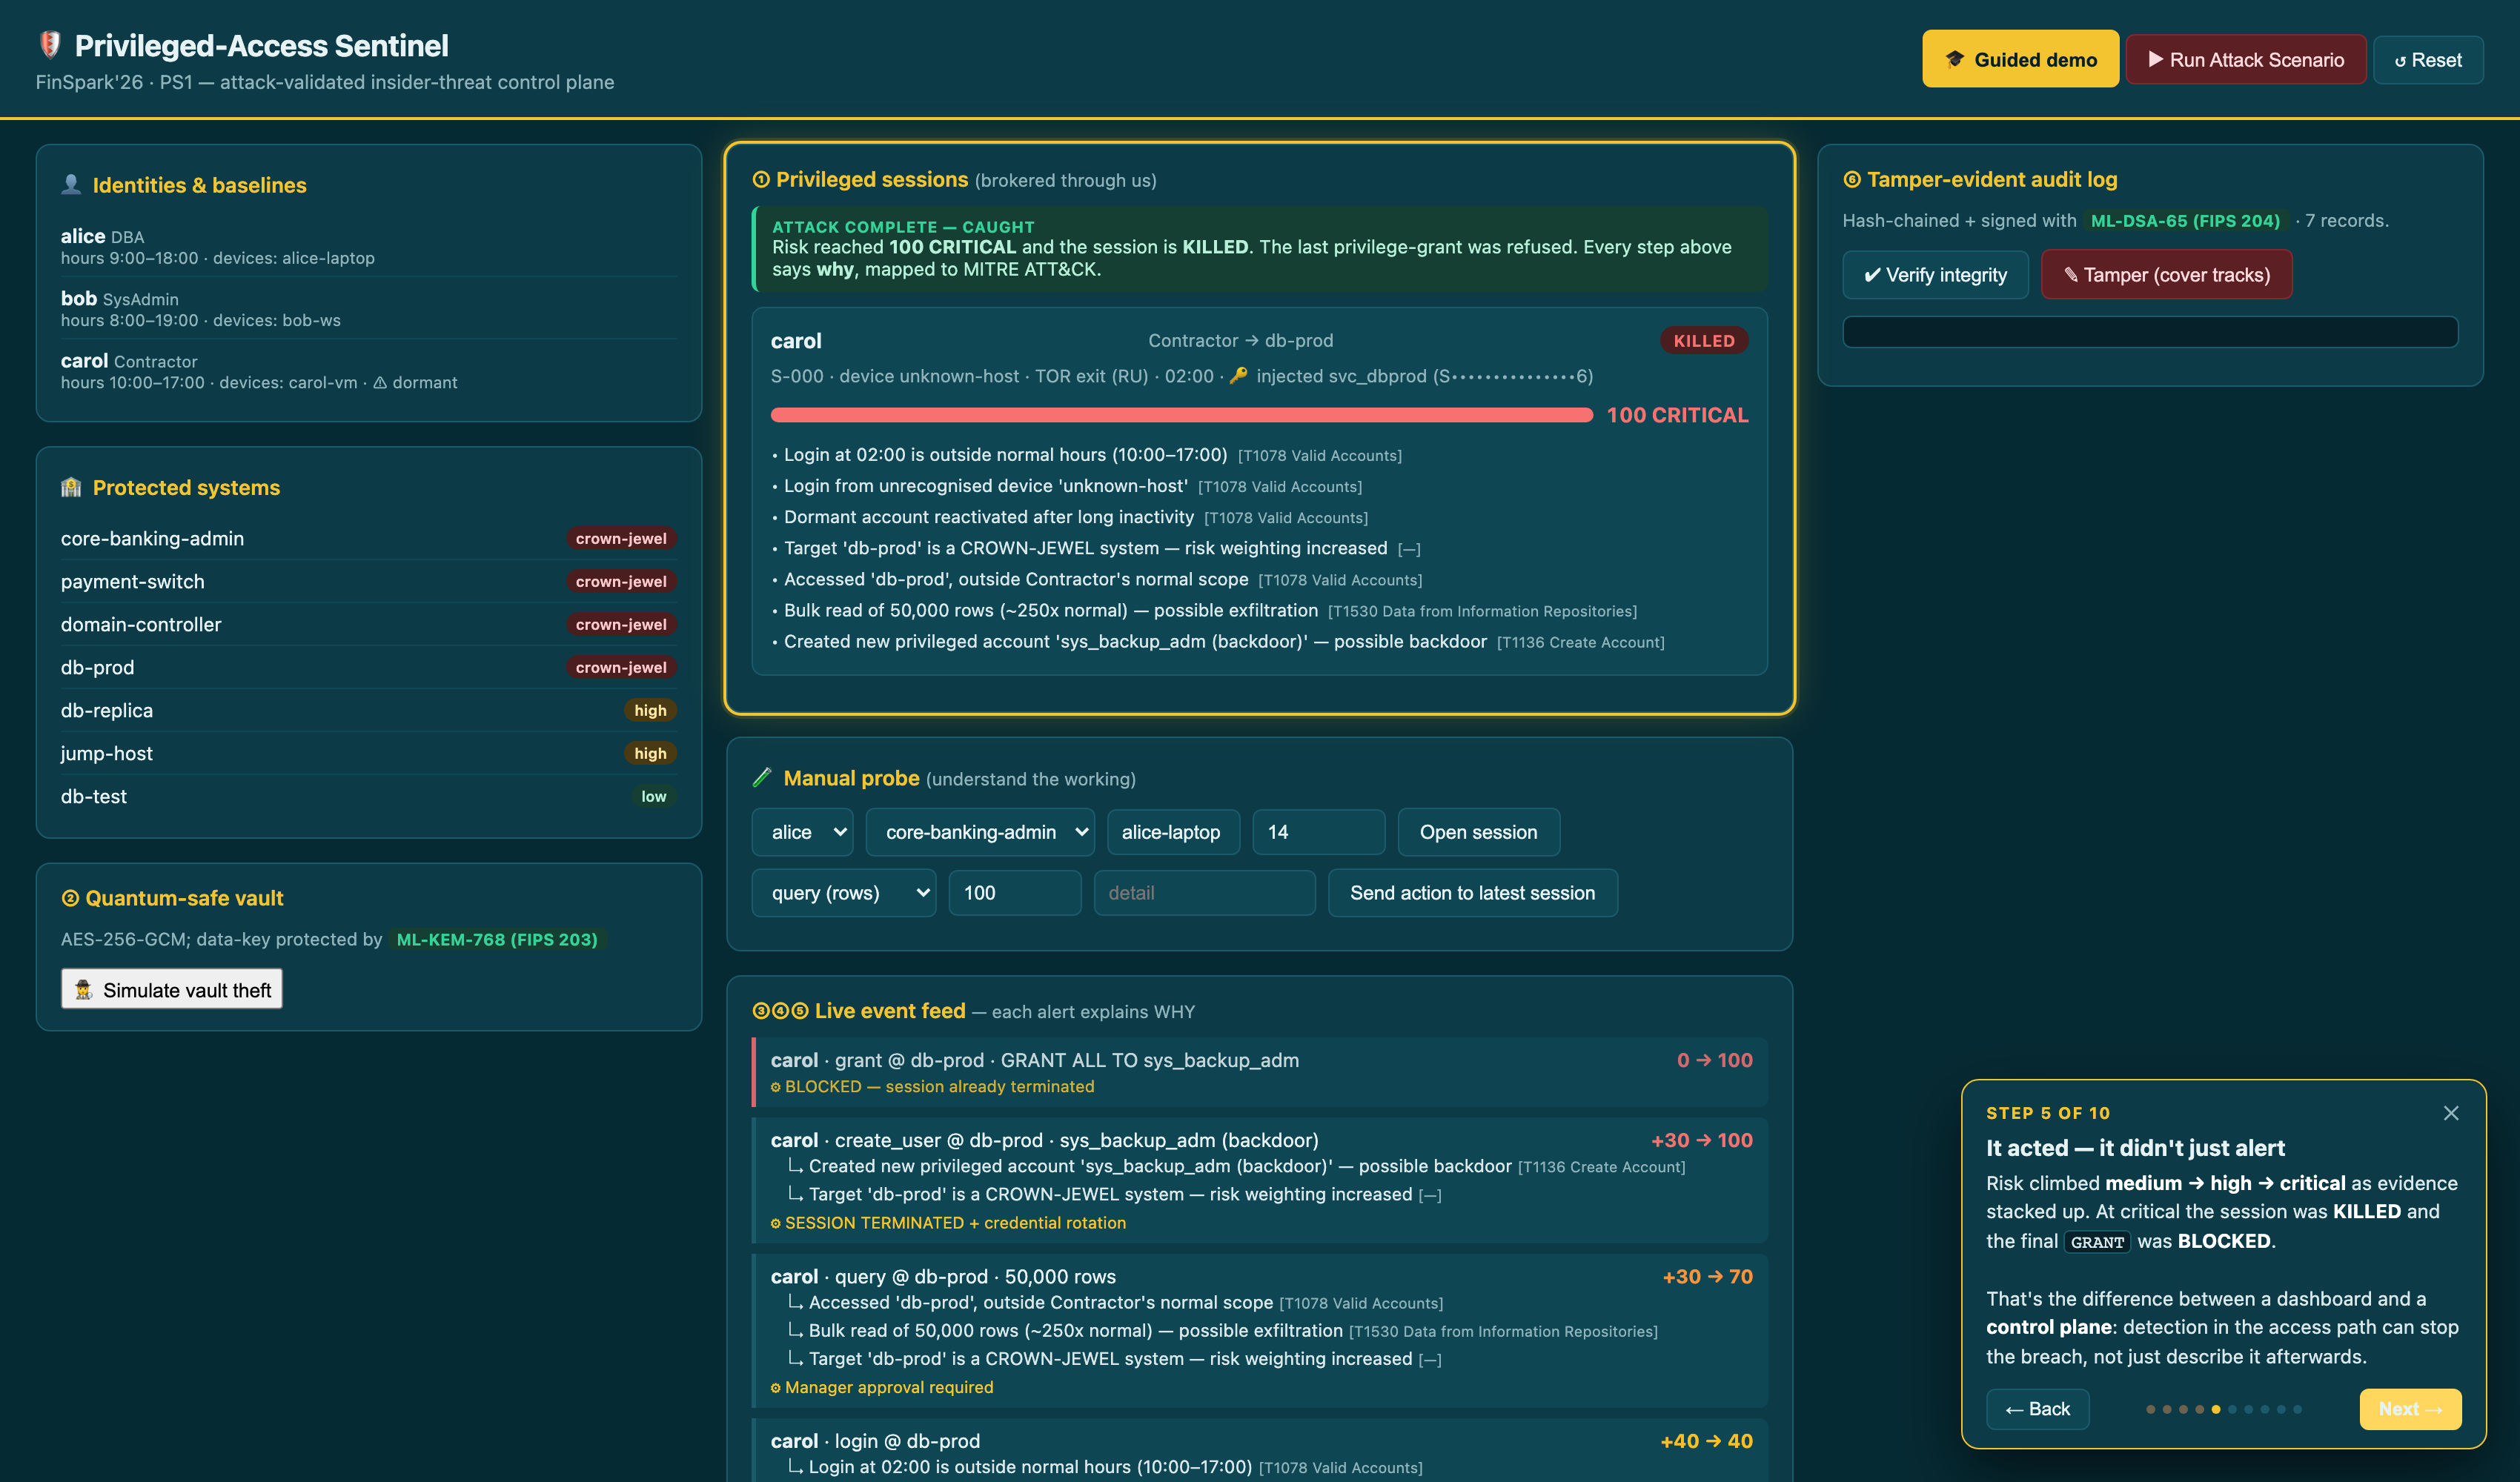 Privileged-Access Sentinel
FinSpark'26 · PS1 — attack-validated insider-threat control plane
🎓 Guided demo
▶ Run Attack Scenario
↺ Reset
👤 Identities & baselines
alice DBA
hours 9:00–18:00 · devices: alice-laptop
bob SysAdmin
hours 8:00–19:00 · devices: bob-ws
carol Contractor
hours 10:00–17:00 · devices: carol-vm · ⚠ dormant
🏦 Protected systems
core-banking-admin crown-jewel
payment-switch crown-jewel
domain-controller crown-jewel
db-prod crown-jewel
db-replica high
jump-host high
db-test low
② Quantum-safe vault
AES-256-GCM; data-key protected by ML-KEM-768 (FIPS 203)
Simulate vault theft
① Privileged sessions (brokered through us)
ATTACK COMPLETE — CAUGHT
Risk reached 100 CRITICAL and the session is KILLED. The last privilege-grant was refused. Every step above
says why, mapped to MITRE ATT&CK.
carol Contractor → db-prod KILLED
S-000 · device unknown-host · TOR exit (RU) · 02:00 · 🔑 injected svc_dbprod (S•••••••••••••••6)
100 CRITICAL
• Login at 02:00 is outside normal hours (10:00–17:00) [T1078 Valid Accounts]
• Login from unrecognised device 'unknown-host' [T1078 Valid Accounts]
• Dormant account reactivated after long inactivity [T1078 Valid Accounts]
• Target 'db-prod' is a CROWN-JEWEL system — risk weighting increased [—]
• Accessed 'db-prod', outside Contractor's normal scope [T1078 Valid Accounts]
• Bulk read of 50,000 rows (~250x normal) — possible exfiltration [T1530 Data from Information Repositories]
• Created new privileged account 'sys_backup_adm (backdoor)' — possible backdoor [T1136 Create Account]
🧪 Manual probe (understand the working)
alice core-banking-admin alice-laptop 14 Open session
query (rows) 100 detail Send action to latest session
③④⑤ Live event feed — each alert explains WHY
carol · grant @ db-prod · GRANT ALL TO sys_backup_adm 0 → 100
⚙ BLOCKED — session already terminated
carol · create_user @ db-prod · sys_backup_adm (backdoor) +30 → 100
↳ Created new privileged account 'sys_backup_adm (backdoor)' — possible backdoor [T1136 Create Account]
↳ Target 'db-prod' is a CROWN-JEWEL system — risk weighting increased [—]
⚙ SESSION TERMINATED + credential rotation
carol · query @ db-prod · 50,000 rows +30 → 70
↳ Accessed 'db-prod', outside Contractor's normal scope [T1078 Valid Accounts]
↳ Bulk read of 50,000 rows (~250x normal) — possible exfiltration [T1530 Data from Information Repositories]
↳ Target 'db-prod' is a CROWN-JEWEL system — risk weighting increased [—]
⚙ Manager approval required
carol · login @ db-prod +40 → 40
↳ Login at 02:00 is outside normal hours (10:00–17:00) [T1078 Valid Accounts]
⑥ Tamper-evident audit log
Hash-chained + signed with ML-DSA-65 (FIPS 204) · 7 records.
✔ Verify integrity
✎ Tamper (cover tracks)
STEP 5 OF 10
It acted — it didn't just alert
Risk climbed medium → high → critical as evidence
stacked up. At critical the session was KILLED and
the final GRANT was BLOCKED.
That's the difference between a dashboard and a
control plane: detection in the access path can stop
the breach, not just describe it afterwards.
← Back
Next →